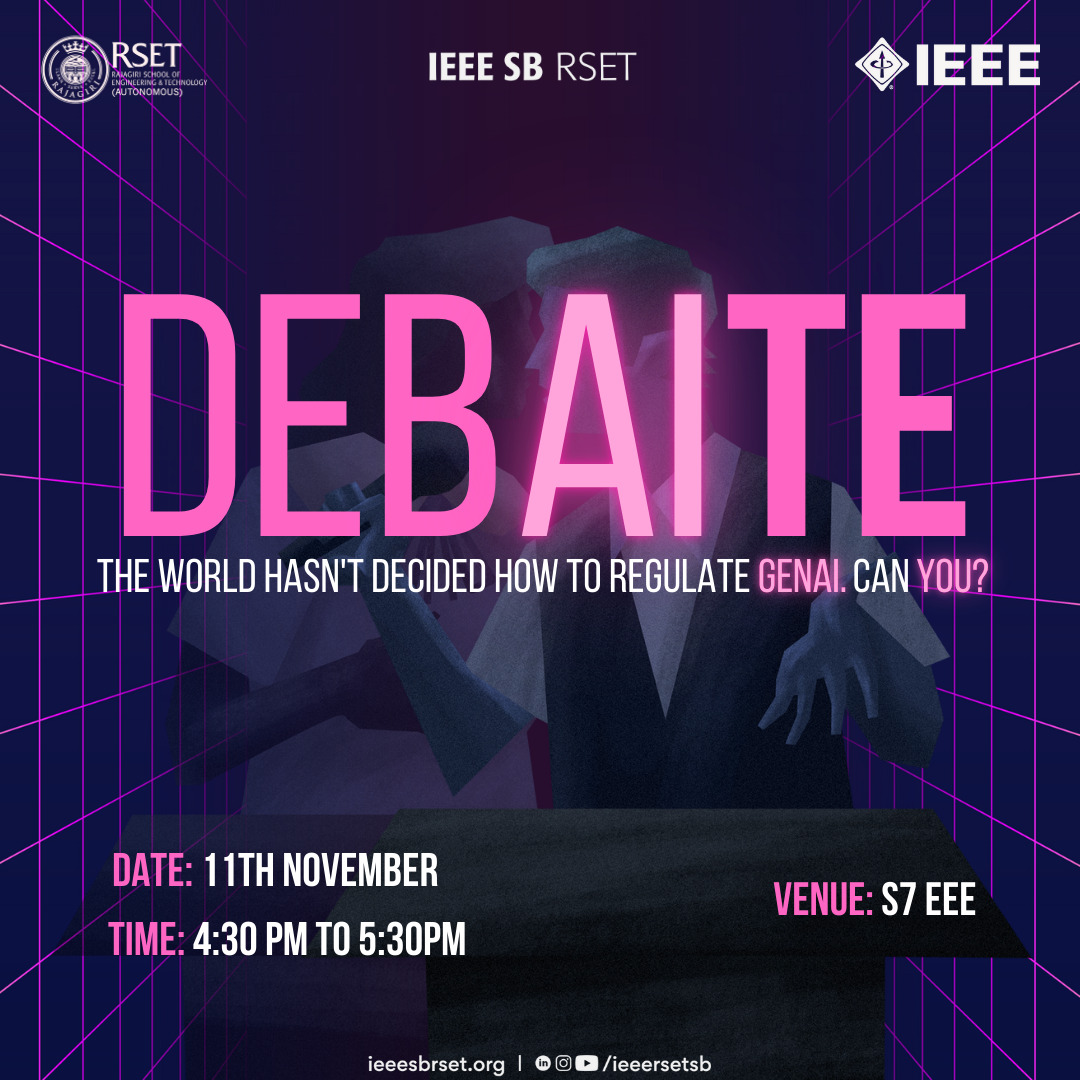 RSET
RAJAGIRI SCHOOL OF
ENGINEERING & TECHNOLOGY
(AUTONOMOUS)
RAJAGIRI
IEEE SB RSET
IEEE
DEBAITE
THE WORLD HASN'T DECIDED HOW TO REGULATE GENAI. CAN YOU?
DATE: 11TH NOVEMBER
TIME: 4:30 PM TO 5:30PM
VENUE: S7 EEE
ieeesbrset.org | in /ieeersetsb